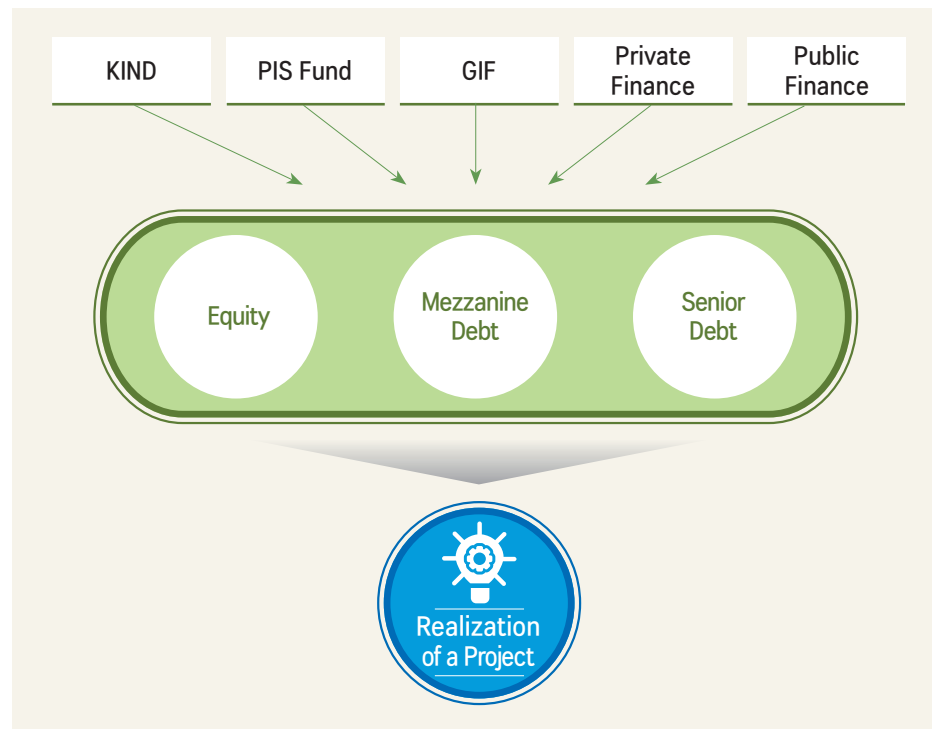 KIND
PIS Fund
GIF
Private
Finance
Public
Finance
Equity
Mezzanine
Debt
Senior
Debt
Realization
of a Project